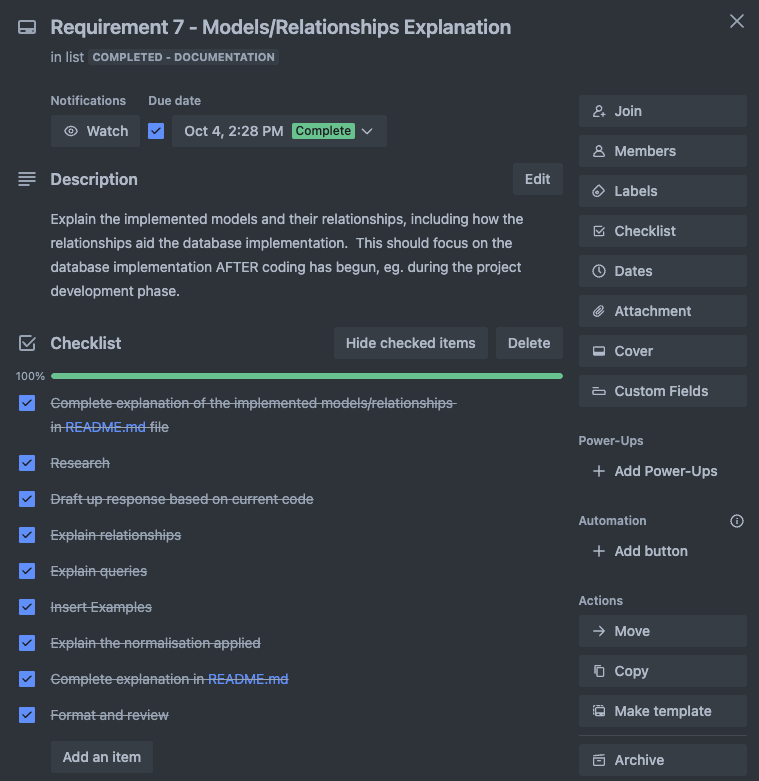 Requirement 7 - Models/Relationships Explanation
in list COMPLETED - DOCUMENTATION
Notifications
Due date
Watch
Oct 4, 2:28 PM Complete
Description
Edit
Explain the implemented models and their relationships, including how the
relationships aid the database implementation. This should focus on the
database implementation AFTER coding has begun, eg. during the project
development phase.
Checklist
Hide checked items
Delete
100%
Complete explanation of the implemented models/relationships
in README.md file
Research
Draft up response based on current code
Explain relationships
Explain queries
Insert Examples
Explain the normalisation applied
Complete explanation in README.md
Format and review
Add an item
Join
Members
Labels
Checklist
Dates
Attachment
Cover
Custom Fields
Power-Ups
Add Power-Ups
Automation
Add button
Actions
Move
Copy
Make template
Archive